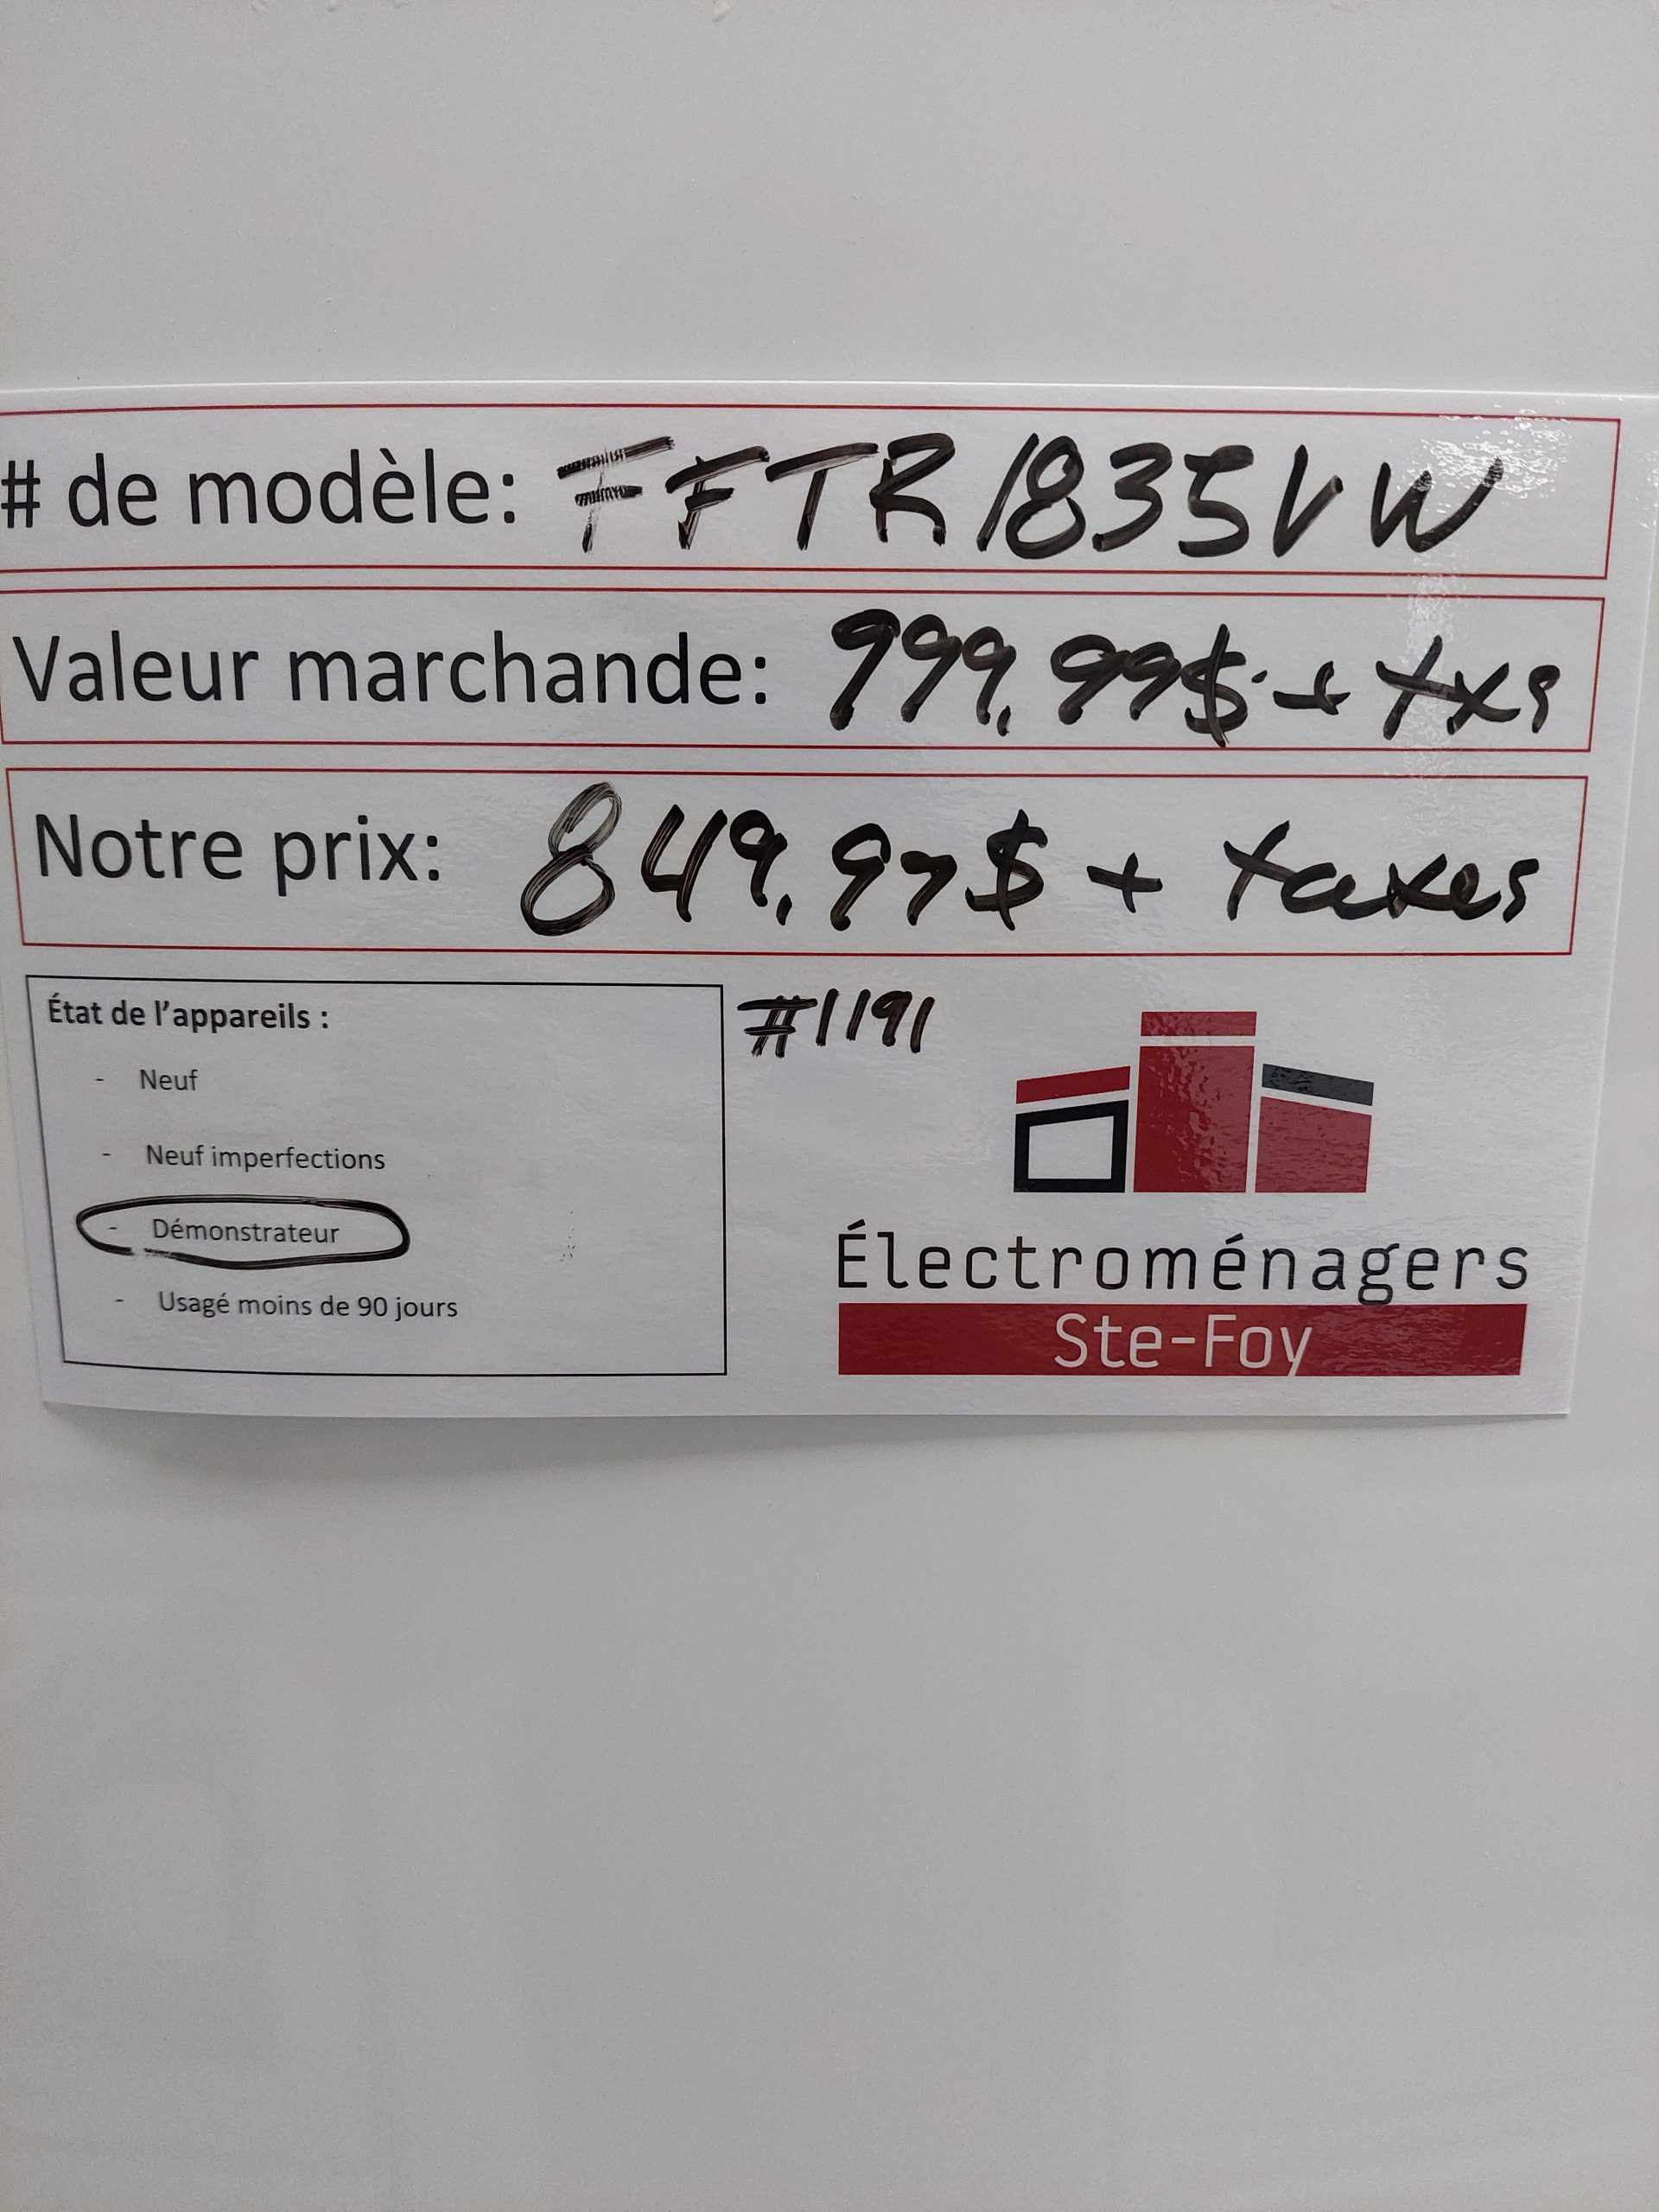 # de modèle: FFTR1835VW
Valeur marchande: 999.99$ + txs
Notre prix: 849.97$ + taxes
État de l'appareils :
- Neuf
- Neuf imperfections
- Démonstrateur
- Usagé moins de 90 jours
#1191
Électroménagers
Ste-Foy